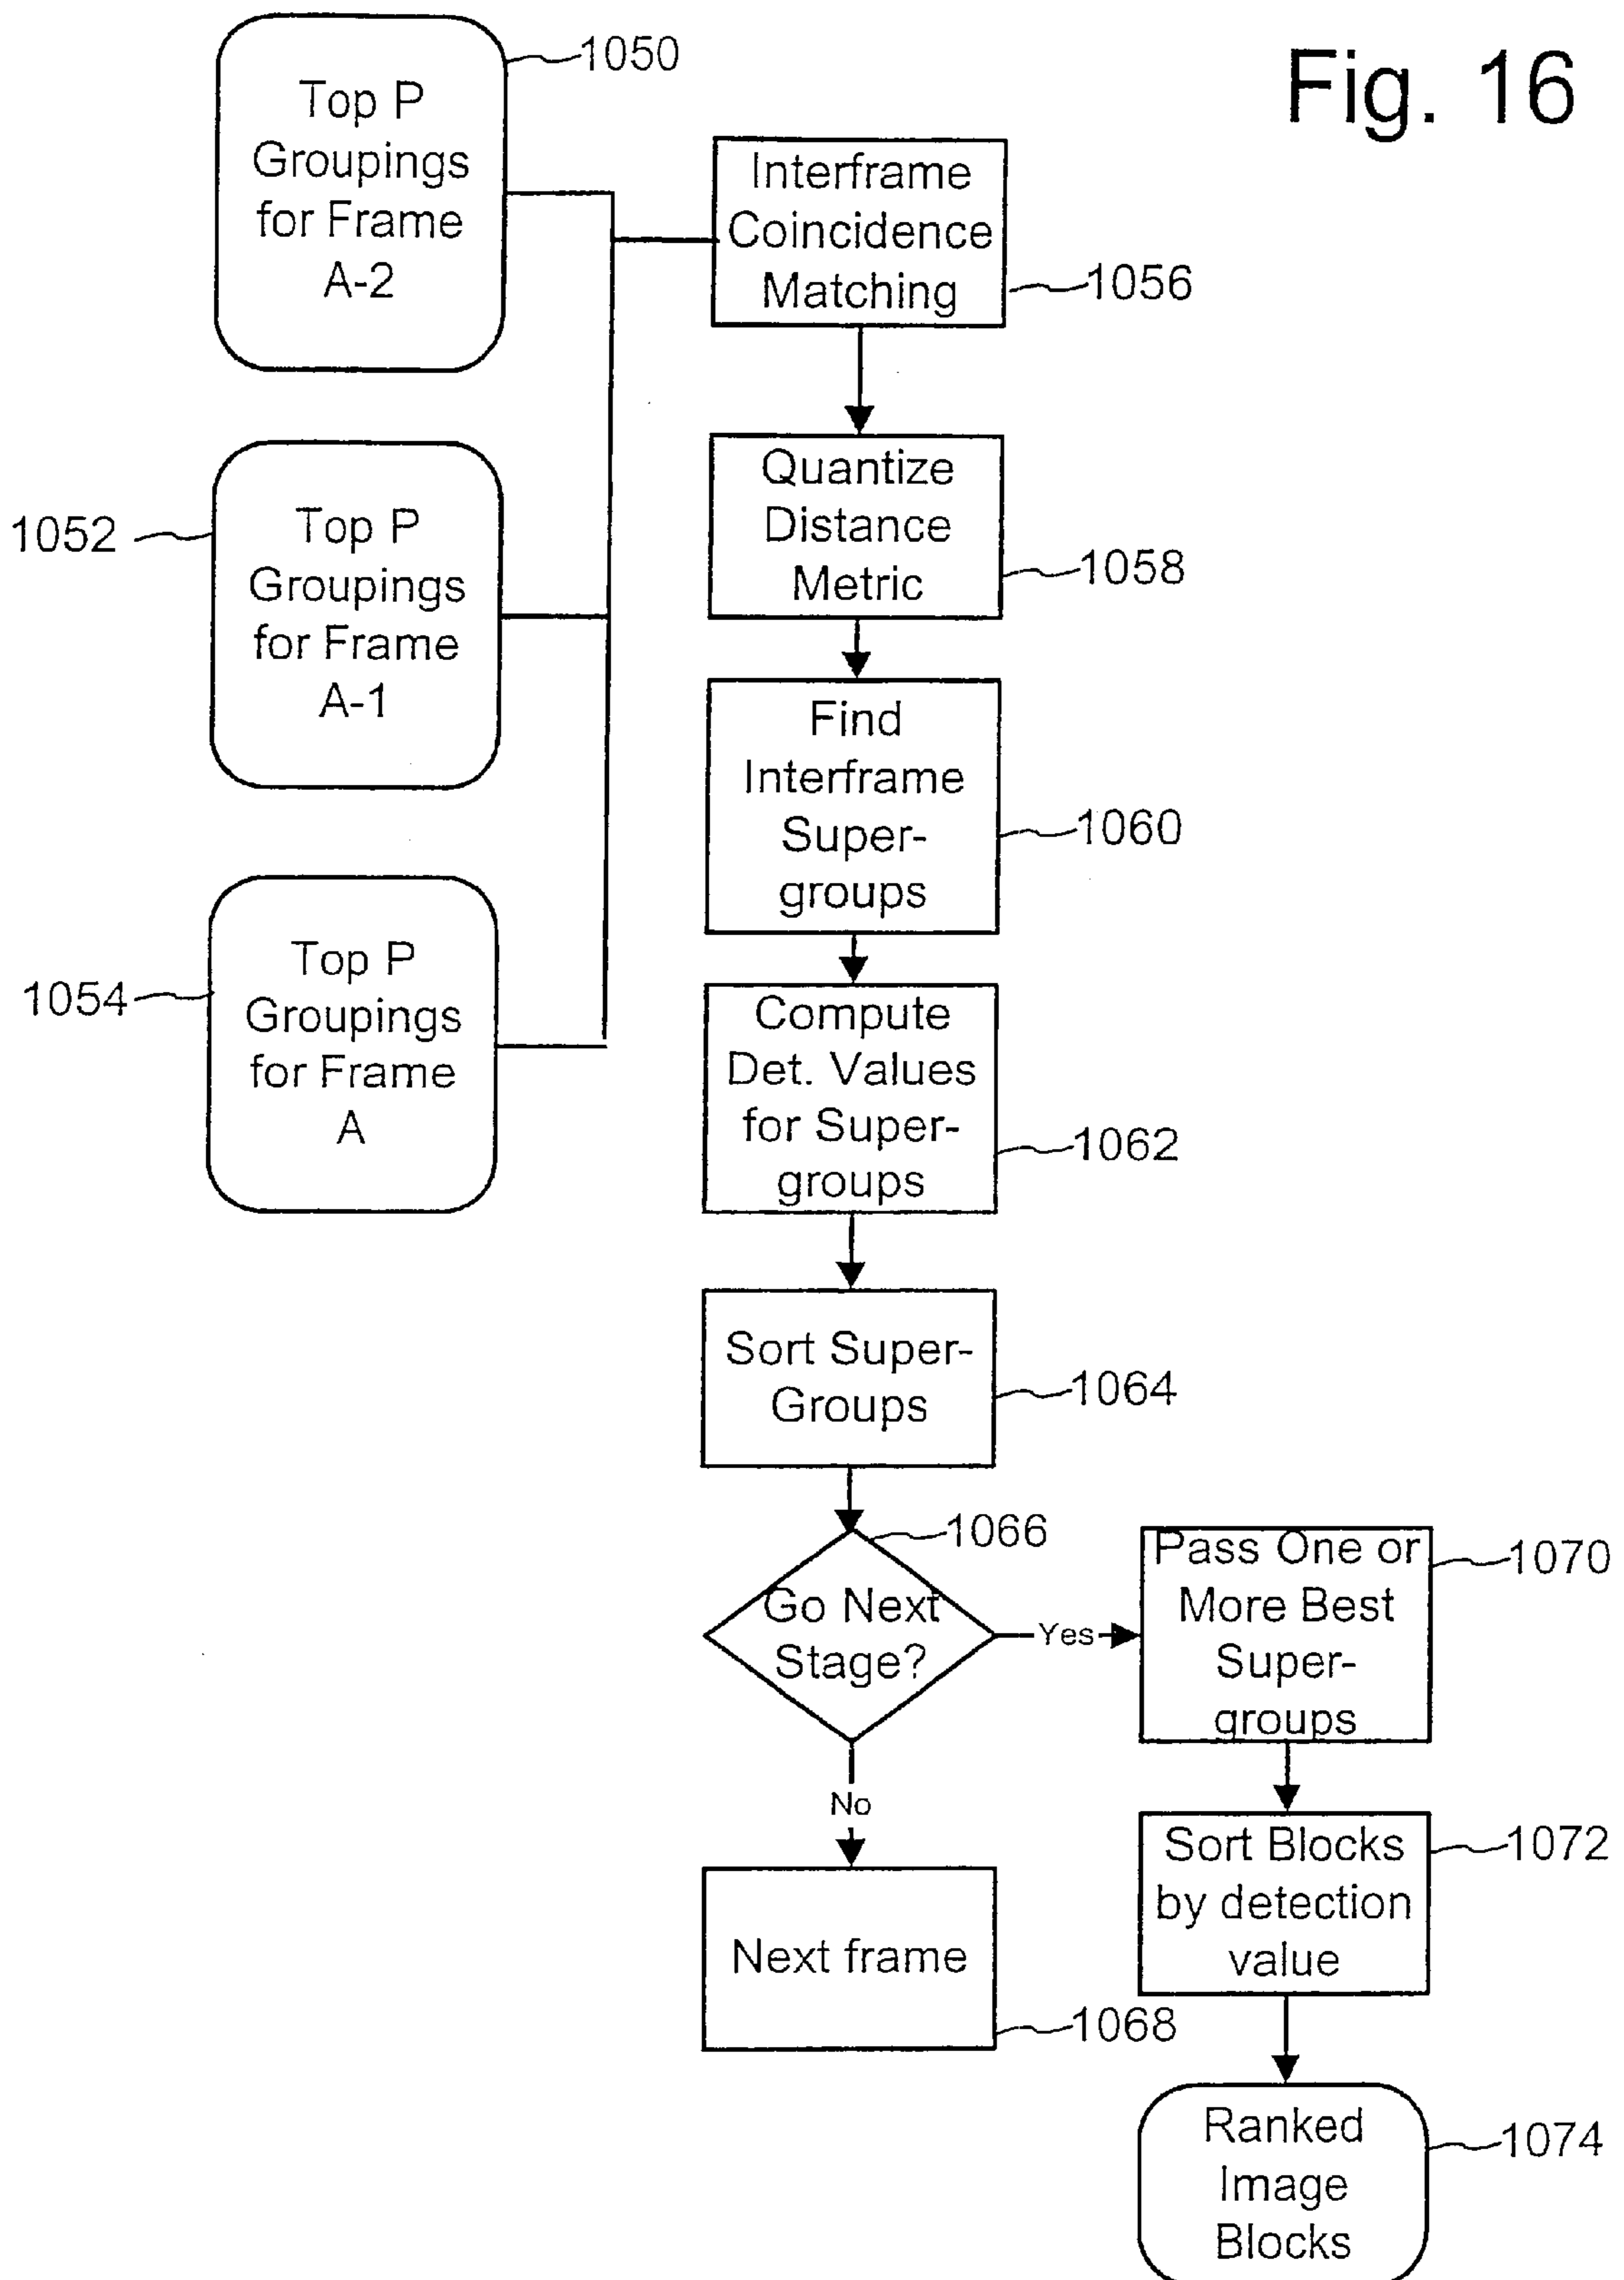 Fig. 16
1050
Top P
Groupings
for Frame
A-2
Interframe
Coincidence
Matching
1056
1052
Top P
Groupings
for Frame
A-1
Quantize
Distance
Metric
1058
Find
Interframe
Super-
groups
1060
1054
Top P
Groupings
for Frame
A
Compute
Det. Values
for Super-
groups
1062
Sort Super-
Groups
1064
1066
Go Next
Stage?
Yes
No
Pass One or
More Best
Super-
groups
1070
Next frame
1068
Sort Blocks
by detection
value
1072
Ranked
Image
Blocks
1074